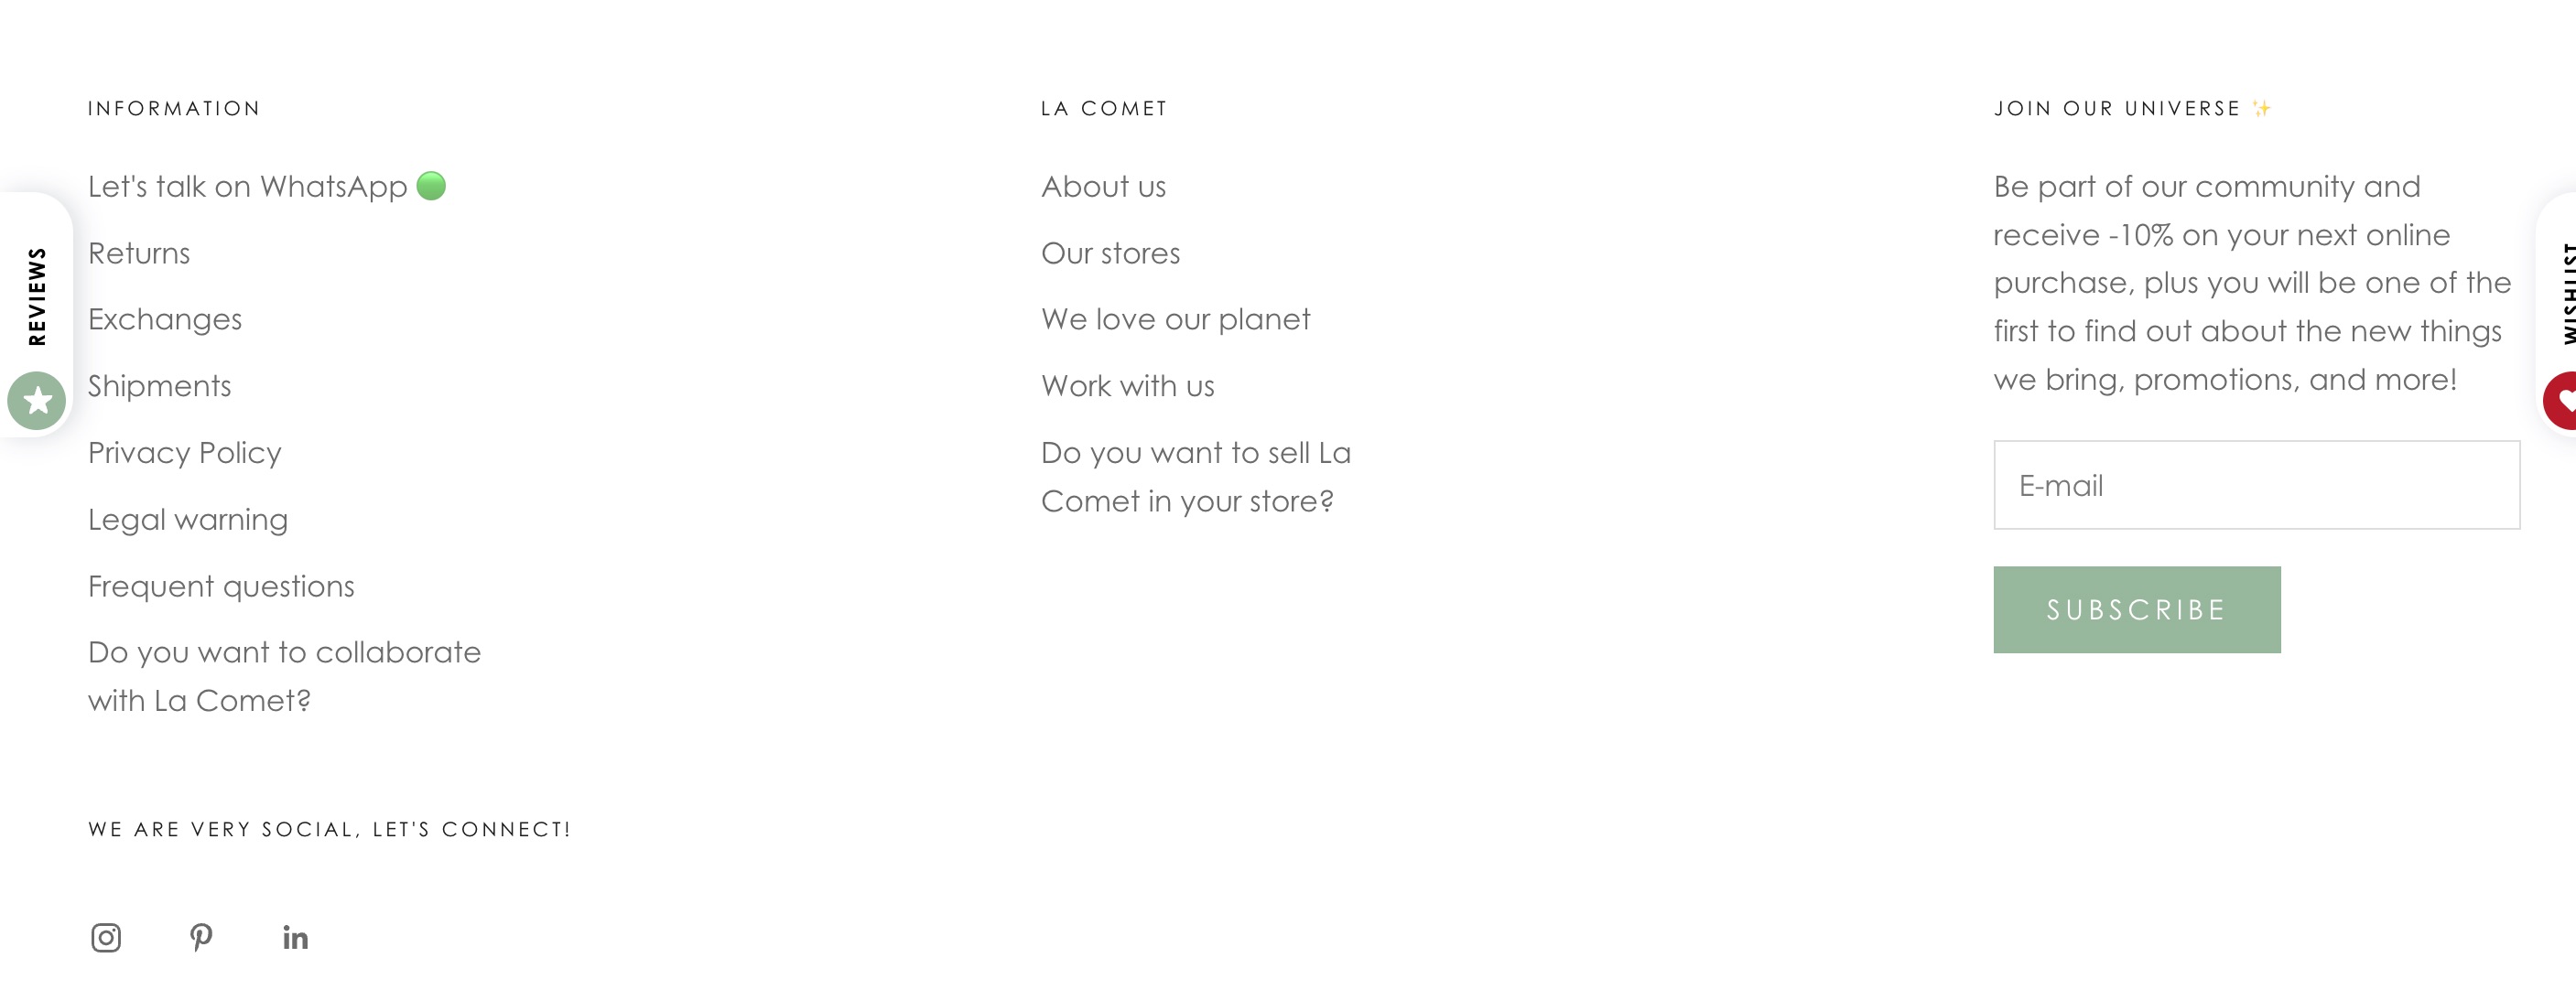 INFORMATION
Let's talk on WhatsApp 🟢
Returns
Exchanges
Shipments
Privacy Policy
Legal warning
Frequent questions
Do you want to collaborate
with La Comet?
LA COMET
About us
Our stores
We love our planet
Work with us
Do you want to sell La
Comet in your store?
JOIN OUR UNIVERSE ✨
Be part of our community and
receive -10% on your next online
purchase, plus you will be one of the
first to find out about the new things
we bring, promotions, and more!
E-mail
SUBSCRIBE
WE ARE VERY SOCIAL, LET'S CONNECT!
in
REVIEWS
WISHLIST